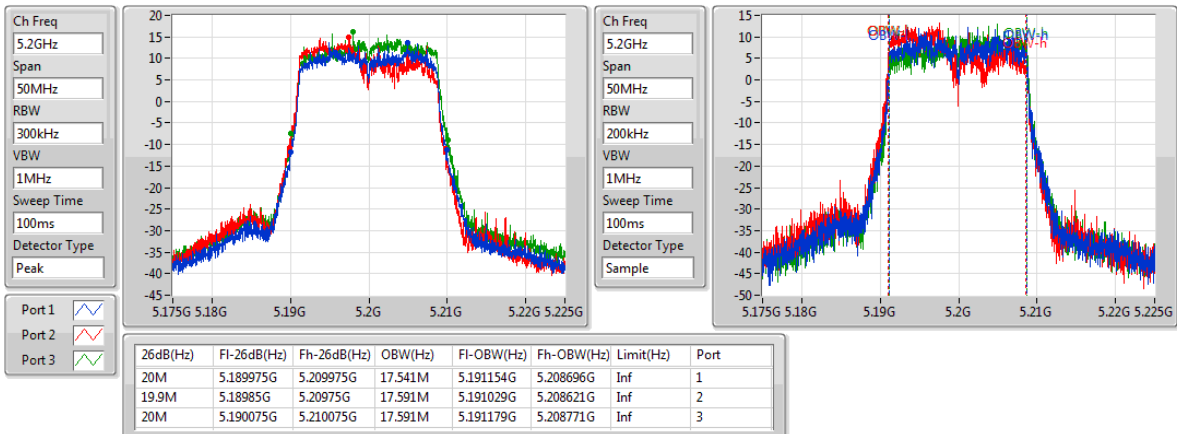 Ch Freq
5.2GHz
Span
50MHz
RBW
300kHz
VBW
1MHz
Sweep Time
100ms
Detector Type
Peak
20
15
10
5
0
-5
-10
-15
-20
-25
-30
-35
-40
-45
5.175G 5.18G 5.19G 5.2G 5.21G 5.22G 5.225G
Ch Freq
5.2GHz
Span
50MHz
RBW
200kHz
VBW
1MHz
Sweep Time
100ms
Detector Type
Sample
15
10
5
0
-5
-10
-15
-20
-25
-30
-35
-40
-45
-50
OBW-h
OBW-h
5.175G 5.18G 5.19G 5.2G 5.21G 5.22G 5.225G
Port 1
Port 2
Port 3
26dB(Hz) Fl-26dB(Hz) Fh-26dB(Hz) OBW(Hz) Fl-OBW(Hz) Fh-OBW(Hz) Limit(Hz) Port
20M 5.189975G 5.209975G 17.541M 5.191154G 5.208696G Inf 1
19.9M 5.18985G 5.20975G 17.591M 5.191029G 5.208621G Inf 2
20M 5.190075G 5.210075G 17.591M 5.191179G 5.208771G Inf 3